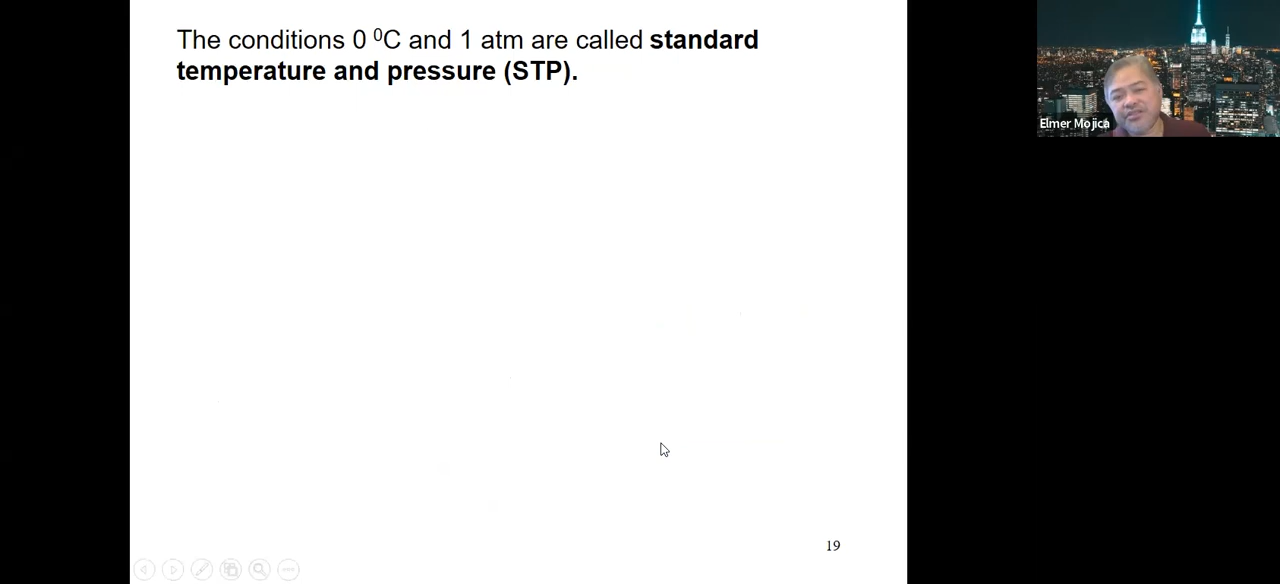 The conditions 0 ⁰C and 1 atm are called standard
temperature and pressure (STP).
Elmer Mojica
19